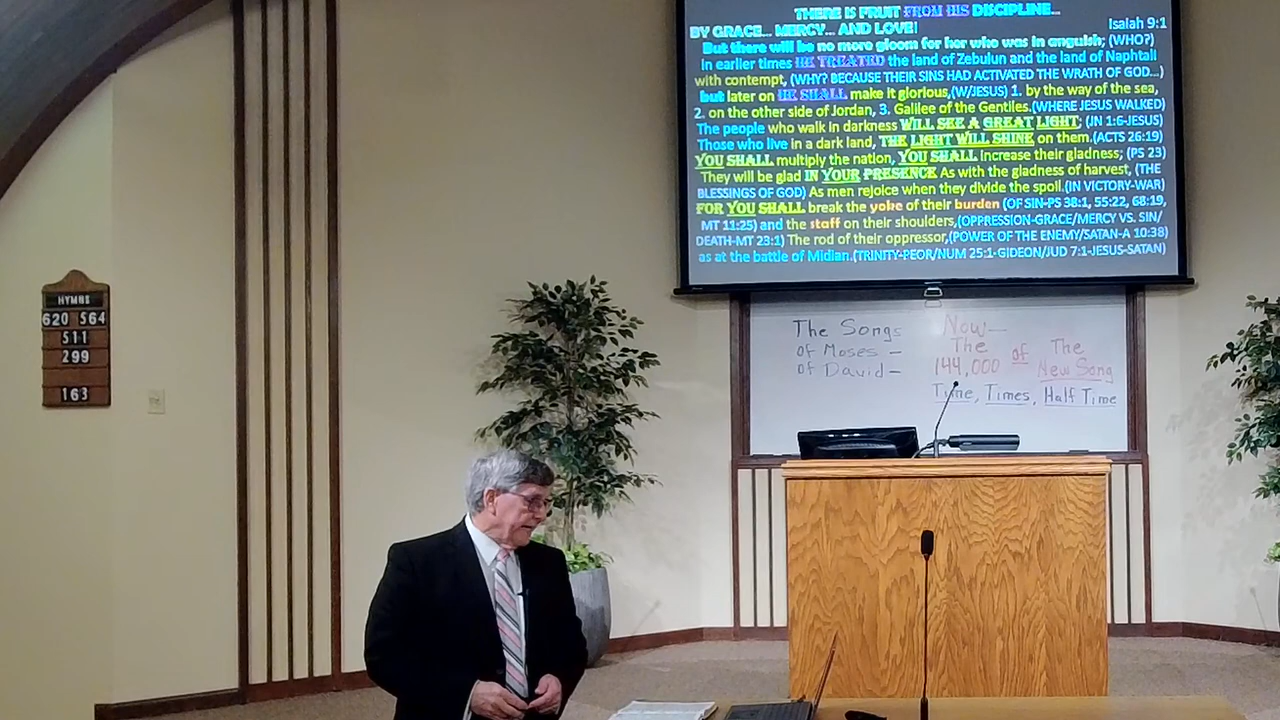 THERE IS FRUIT FROM HIS DISCIPLINE...
BY GRACE... MERCY... AND LOVE! Isaiah 9:1
But there will be no more gloom for her who was in anguish; (WHO?)
In earlier times HE TREATED the land of Zebulun and the land of Naphtali
with contempt, (WHY? BECAUSE THEIR SINS HAD ACTIVATED THE WRATH OF GOD...)
but later on HE SHALL make it glorious,(W/JESUS) 1. by the way of the sea,
2. on the other side of Jordan, 3. Galilee of the Gentiles.(WHERE JESUS WALKED)
The people who walk in darkness WILL SEE A GREAT LIGHT; (JN 1:6-JESUS)
Those who live in a dark land, THE LIGHT WILL SHINE on them.(ACTS 26:19)
YOU SHALL multiply the nation, YOU SHALL increase their gladness; (PS 23)
They will be glad IN YOUR PRESENCE As with the gladness of harvest, (THE
BLESSINGS OF GOD) As men rejoice when they divide the spoil.(IN VICTORY-WAR)
FOR YOU SHALL break the yoke of their burden (OF SIN-PS 38:1, 55:22, 68:19,
MT 11:25) and the staff on their shoulders,(OPPRESSION-GRACE/MERCY VS. SIN/
DEATH-MT 23:1) The rod of their oppressor,(POWER OF THE ENEMY/SATAN-A 10:38)
as at the battle of Midian.(TRINITY-PEOR/NUM 25:1-GIDEON/JUD 7:1-JESUS-SATAN)
HYMNS
620 564
511
299
163
The Songs
of Moses -
of David -
Now-
The
144,000 of The
New Song
Time, Times, Half Time